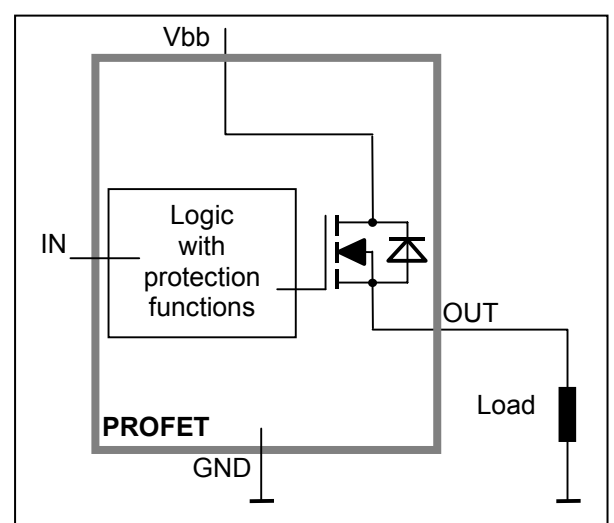 Vbb
IN
Logic
with
protection
functions
OUT
Load
PROFET
GND